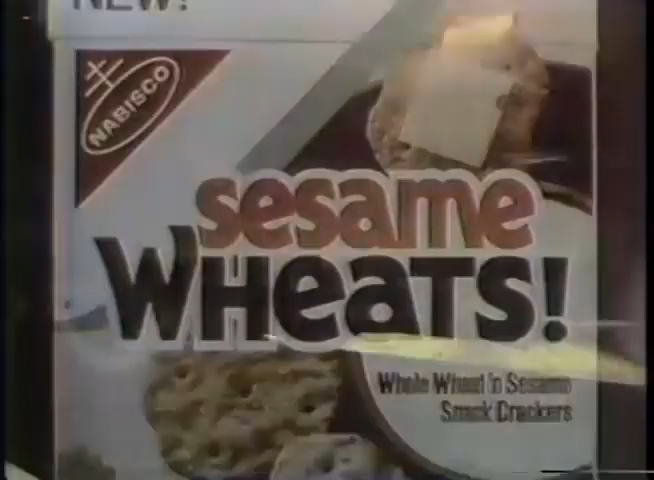 NEW!
NABISCO
sesame
WHeaTS!
Whole Wheat 'n Sesame
Snack Crackers